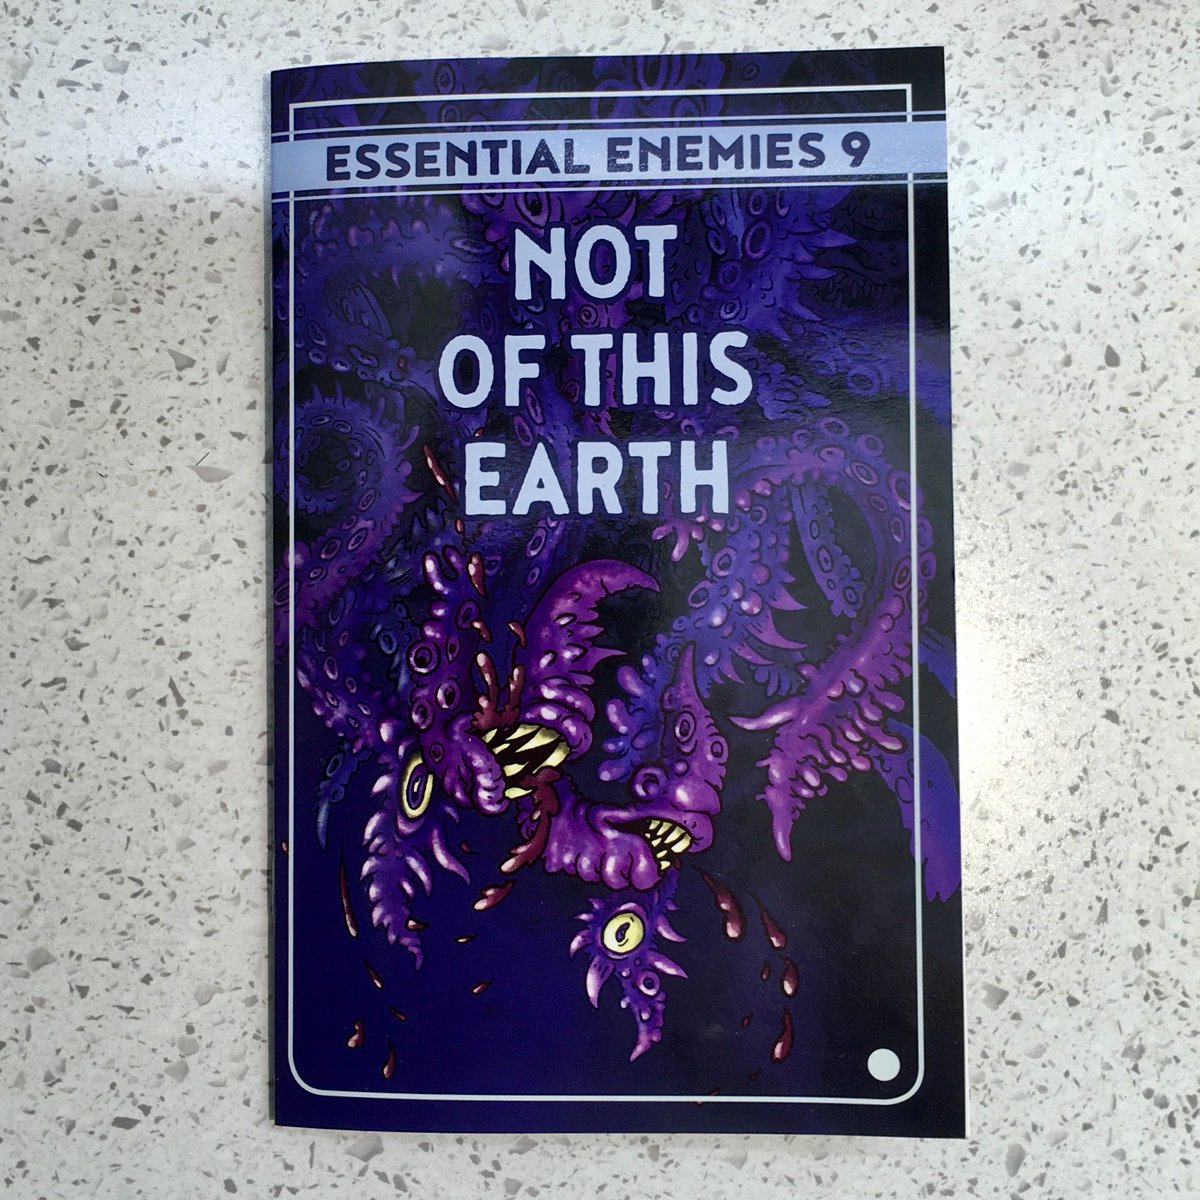 ESSENTIAL ENEMIES 9
NOT
OF THIS
EARTH